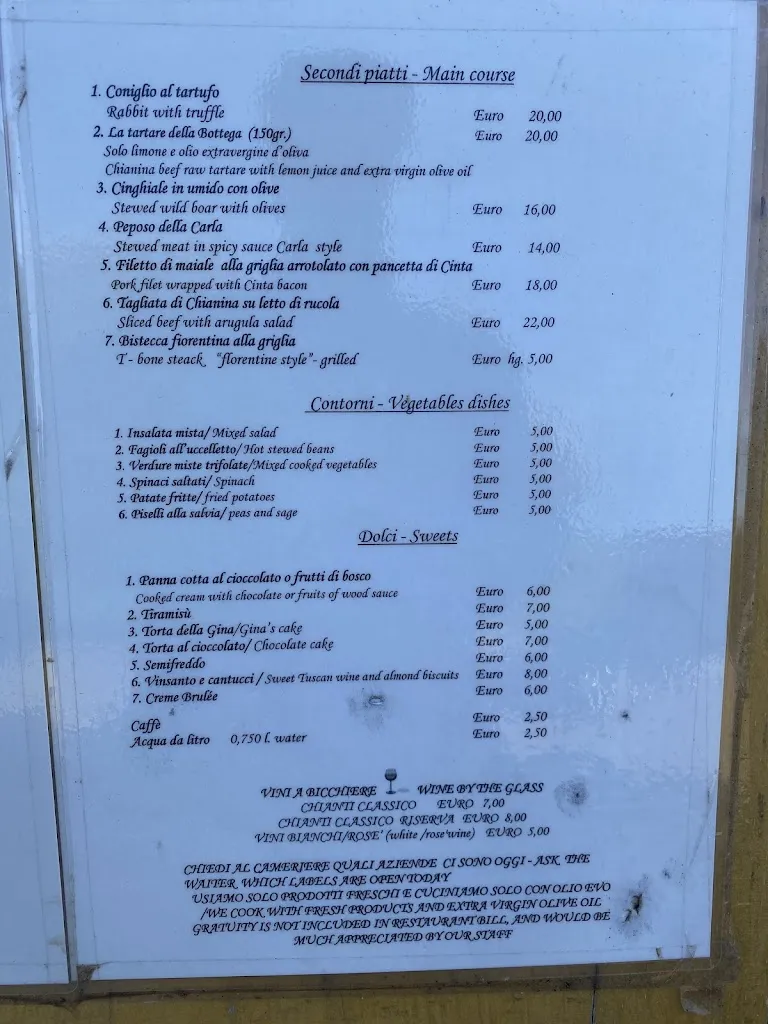 Secondi piatti - Main course
1. Coniglio al tartufo
Rabbit with truffle Euro 20,00
2. La tartare della Bottega (150gr.) Euro 20,00
Solo limone e olio extravergine d'oliva
Chianina beef raw tartare with lemon juice and extra virgin olive oil
3. Cinghiale in umido con olive
Stewed wild boar with olives Euro 16,00
4. Peposo della Carla
Stewed meat in spicy sauce Carla style Euro 14,00
5. Filetto di maiale alla griglia arrotolato con pancetta di Cinta
Pork filet wrapped with Cinta bacon Euro 18,00
6. Tagliata di Chianina su letto di rucola
Sliced beef with arugula salad Euro 22,00
7. Bistecca fiorentina alla griglia
T - bone steack "florentine style"- grilled Euro hg. 5,00
Contorni - Vegetables dishes
1. Insalata mista/ Mixed salad Euro 5,00
2. Fagioli all'uccelletto/ Hot stewed beans Euro 5,00
3. Verdure miste trifolate/Mixed cooked vegetables Euro 5,00
4. Spinaci saltati/ Spinach Euro 5,00
5. Patate fritte/ fried potatoes Euro 5,00
6. Piselli alla salvia/ peas and sage Euro 5,00
Dolci - Sweets
1. Panna cotta al cioccolato o frutti di bosco
Cooked cream with chocolate or fruits of wood sauce Euro 6,00
2. Tiramisù Euro 7,00
3. Torta della Gina/Gina's cake Euro 5,00
4. Torta al cioccolato/ Chocolate cake Euro 7,00
5. Semifreddo Euro 6,00
6. Vinsanto e cantucci / Sweet Tuscan wine and almond biscuits Euro 8,00
7. Creme Brulée Euro 6,00
Caffè Euro 2,50
Acqua da litro 0,750 l. water Euro 2,50
VINI A BICCHIERE WINE BY THE GLASS
CHIANTI CLASSICO EURO 7,00
CHIANTI CLASSICO RISERVA EURO 8,00
VINI BIANCHI/ROSE' (white /rose'wine) EURO 5,00
CHIEDI AL CAMERIERE QUALI AZIENDE CI SONO OGGI - ASK THE
WAITER WHICH LABELS ARE OPEN TODAY
USIAMO SOLO PRODOTTI FRESCHI E CUCINIAMO SOLO CON OLIO EVO
/WE COOK WITH FRESH PRODUCTS AND EXTRA VIRGIN OLIVE OIL
GRATUITY IS NOT INCLUDED IN RESTAURANT BILL, AND WOULD BE
MUCH APPRECIATED BY OUR STAFF